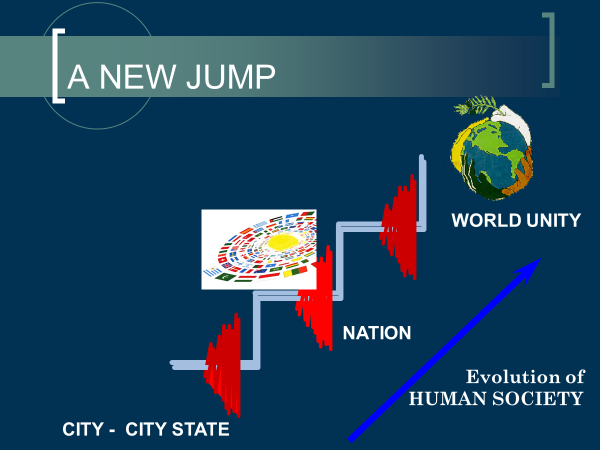 A NEW JUMP
WORLD UNITY
NATION
Evolution of
HUMAN SOCIETY
CITY - CITY STATE